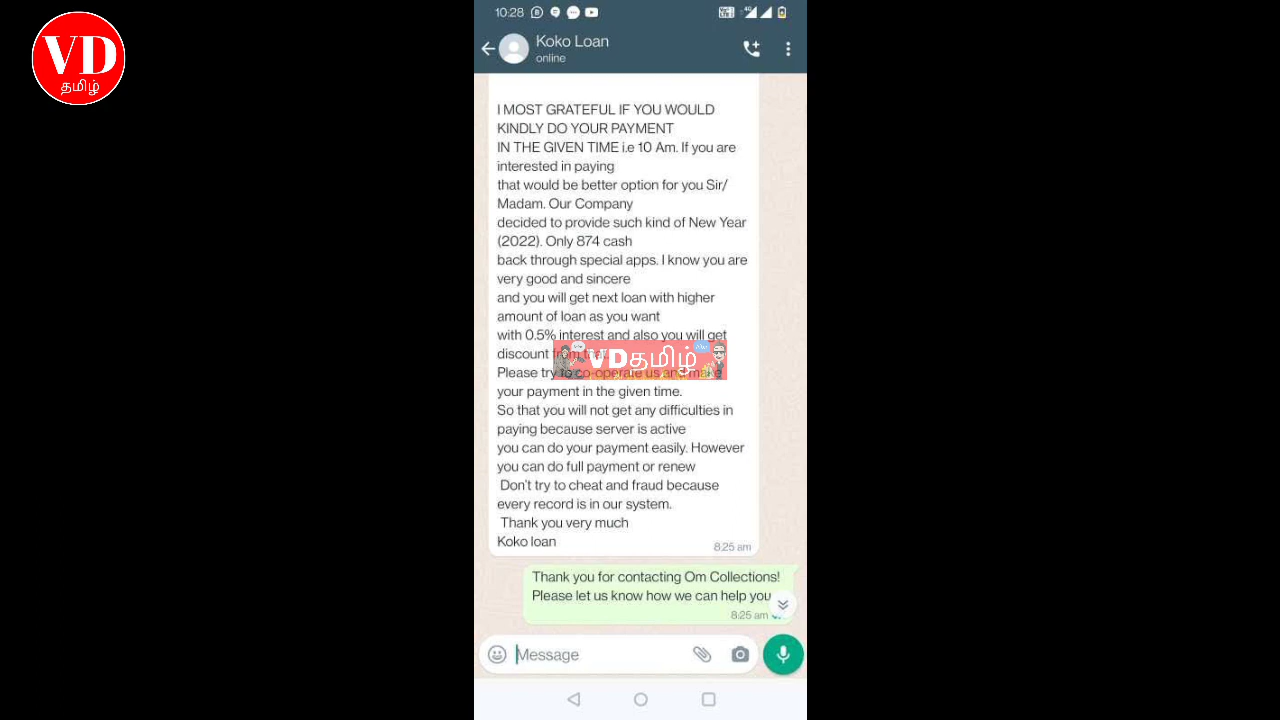 VD
தமிழ்
10:28
4G
Koko Loan
online
I MOST GRATEFUL IF YOU WOULD
KINDLY DO YOUR PAYMENT
IN THE GIVEN TIME i.e 10 Am. If you are
interested in paying
that would be better option for you Sir/
Madam. Our Company
decided to provide such kind of New Year
(2022). Only 874 cash
back through special apps. I know you are
very good and sincere
and you will get next loan with higher
amount of loan as you want
with 0.5% interest and also you will get
discount from that.
VDதமிழ்
Please try to co-operate us and make
your payment in the given time.
So that you will not get any difficulties in
paying because server is active
you can do your payment easily. However
you can do full payment or renew
Don't try to cheat and fraud because
every record is in our system.
Thank you very much
Koko loan
8:25 am
Thank you for contacting Om Collections!
Please let us know how we can help you
8:25 am
Message